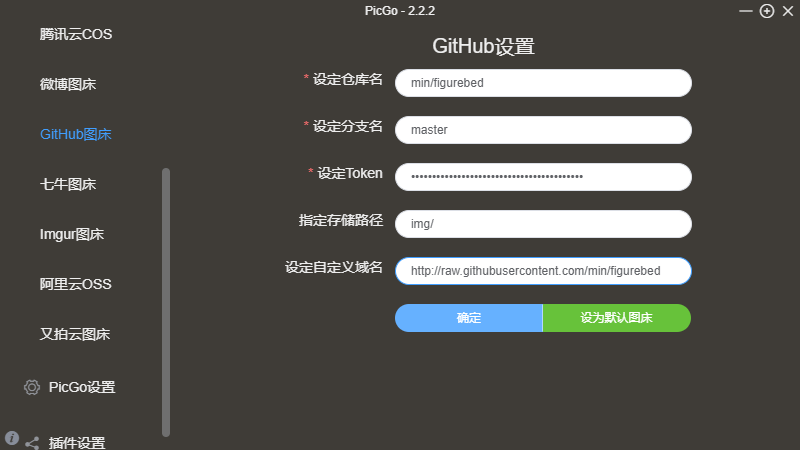 PicGo - 2.2.2
腾讯云COS
微博图床
GitHub图床
七牛图床
Imgur图床
阿里云OSS
又拍云图床
PicGo设置
插件设置
GitHub设置
* 设定仓库名
min/figurebed
* 设定分支名
master
* 设定Token
••••••••••••••••••••••••••••••••••••••••
指定存储路径
img/
设定自定义域名
http://raw.githubusercontent.com/min/figurebed
确定
设为默认图床